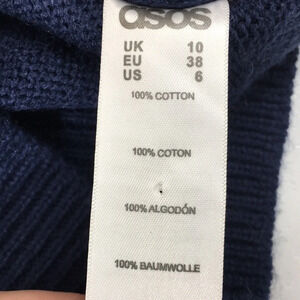 asos
UK 10
EU 38
US 6
100% COTTON
100% COTON
100% ALGODÓN
100% BAUMWOLLE